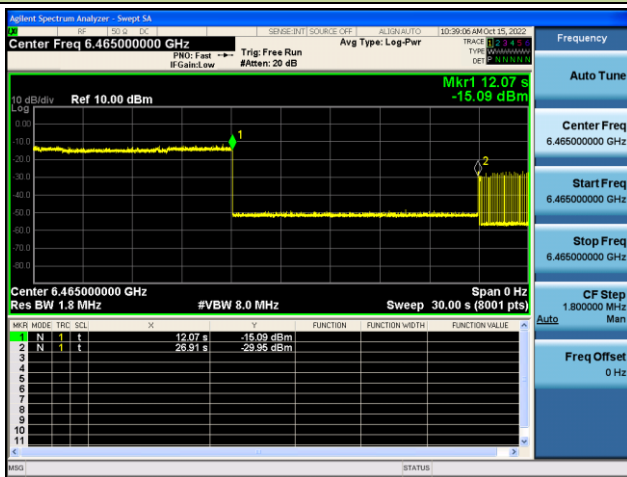 Agilent Spectrum Analyzer - Swept SA
RF 50 Ω DC SENSE:INT SOURCE OFF ALIGN AUTO 10:39:06 AM Oct 15, 2022
Center Freq 6.465000000 GHz
PNO: Fast
IFGain:Low
Trig: Free Run
#Atten: 20 dB
Avg Type: Log-Pwr
TRACE 1 2 3 4 5 6
TYPE
DET P N N N N N
Mkr1 12.07 s
-15.09 dBm
10 dB/div Ref 10.00 dBm
Log
0.00
-10.0
-20.0
-30.0
-40.0
-50.0
-60.0
-70.0
-80.0
1
2
Center 6.465000000 GHz Span 0 Hz
Res BW 1.8 MHz #VBW 8.0 MHz Sweep 30.00 s (8001 pts)
MKR MODE TRC SCL X Y FUNCTION FUNCTION WIDTH FUNCTION VALUE
1 N 1 t 12.07 s -15.09 dBm
2 N 1 t 26.91 s -29.95 dBm
3
4
5
6
7
8
9
10
11
MSG STATUS
Frequency
Auto Tune
Center Freq
6.465000000 GHz
Start Freq
6.465000000 GHz
Stop Freq
6.465000000 GHz
CF Step
1.800000 MHz
Auto Man
Freq Offset
0 Hz